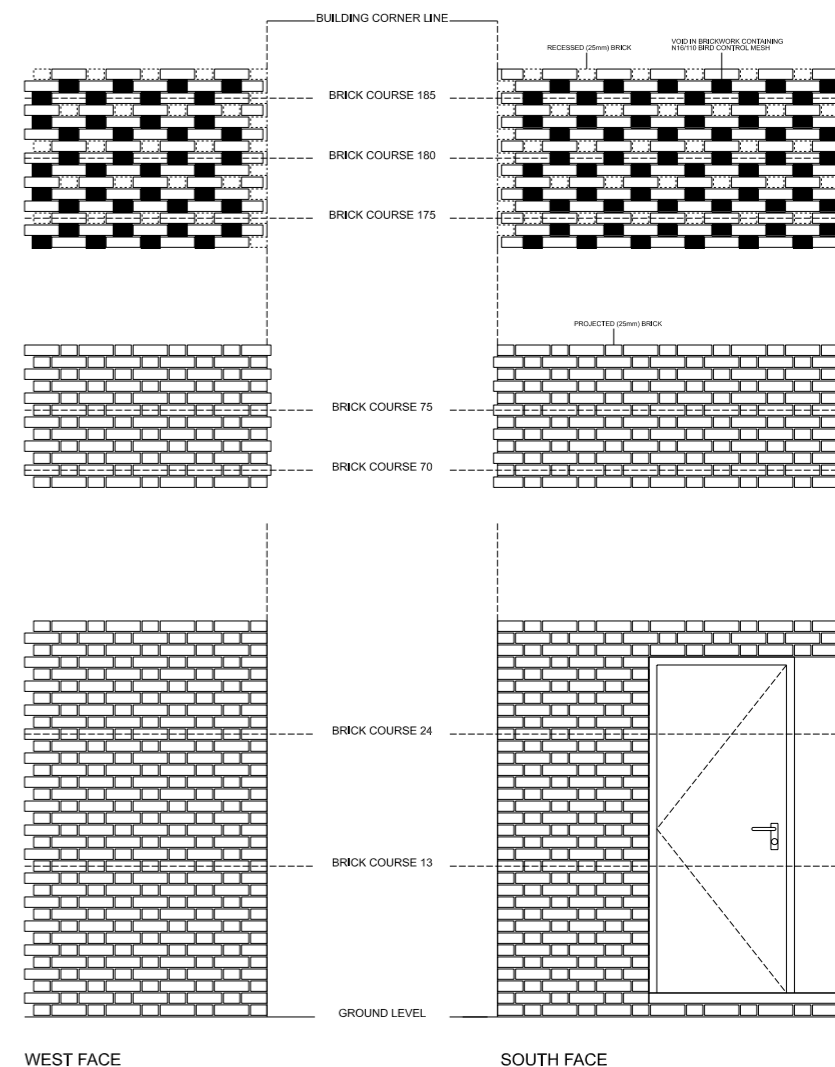 BUILDING CORNER LINE
RECESSED (25mm) BRICK
VOID IN BRICKWORK CONTAINING
N16/110 BIRD CONTROL MESH
BRICK COURSE 185
BRICK COURSE 180
BRICK COURSE 175
PROJECTED (25mm) BRICK
BRICK COURSE 75
BRICK COURSE 70
BRICK COURSE 24
BRICK COURSE 13
GROUND LEVEL
WEST FACE
SOUTH FACE